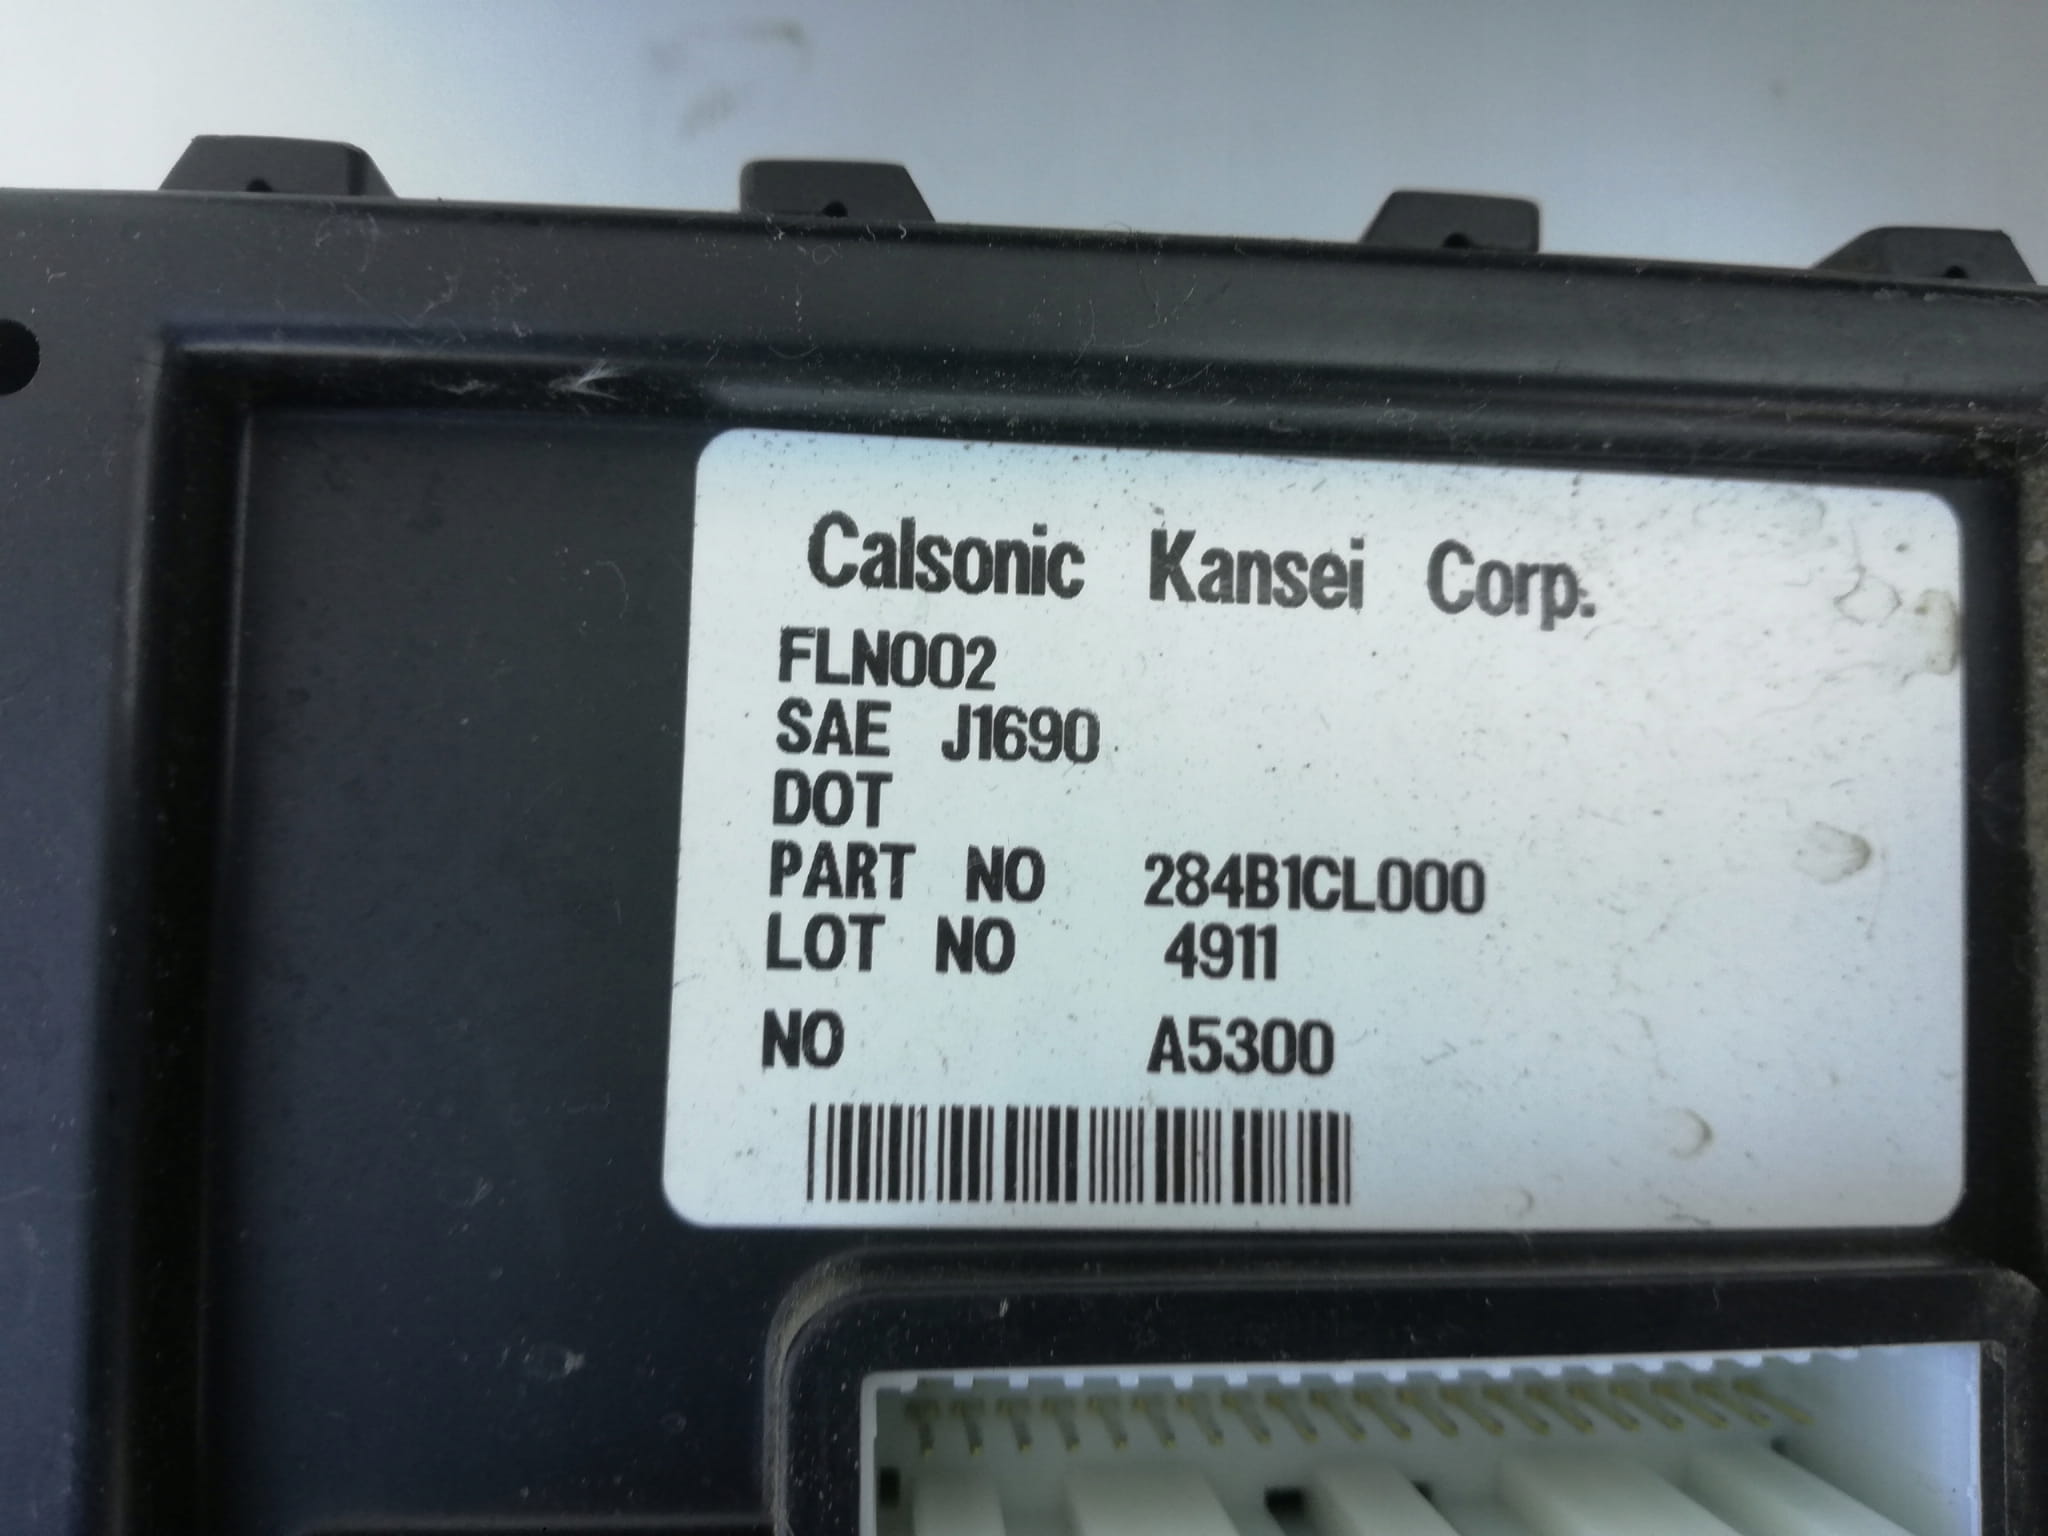 Calsonic Kansei Corp.
FLN002
SAE J1690
DOT
PART NO 284B1CL000
LOT NO 4911
NO A5300